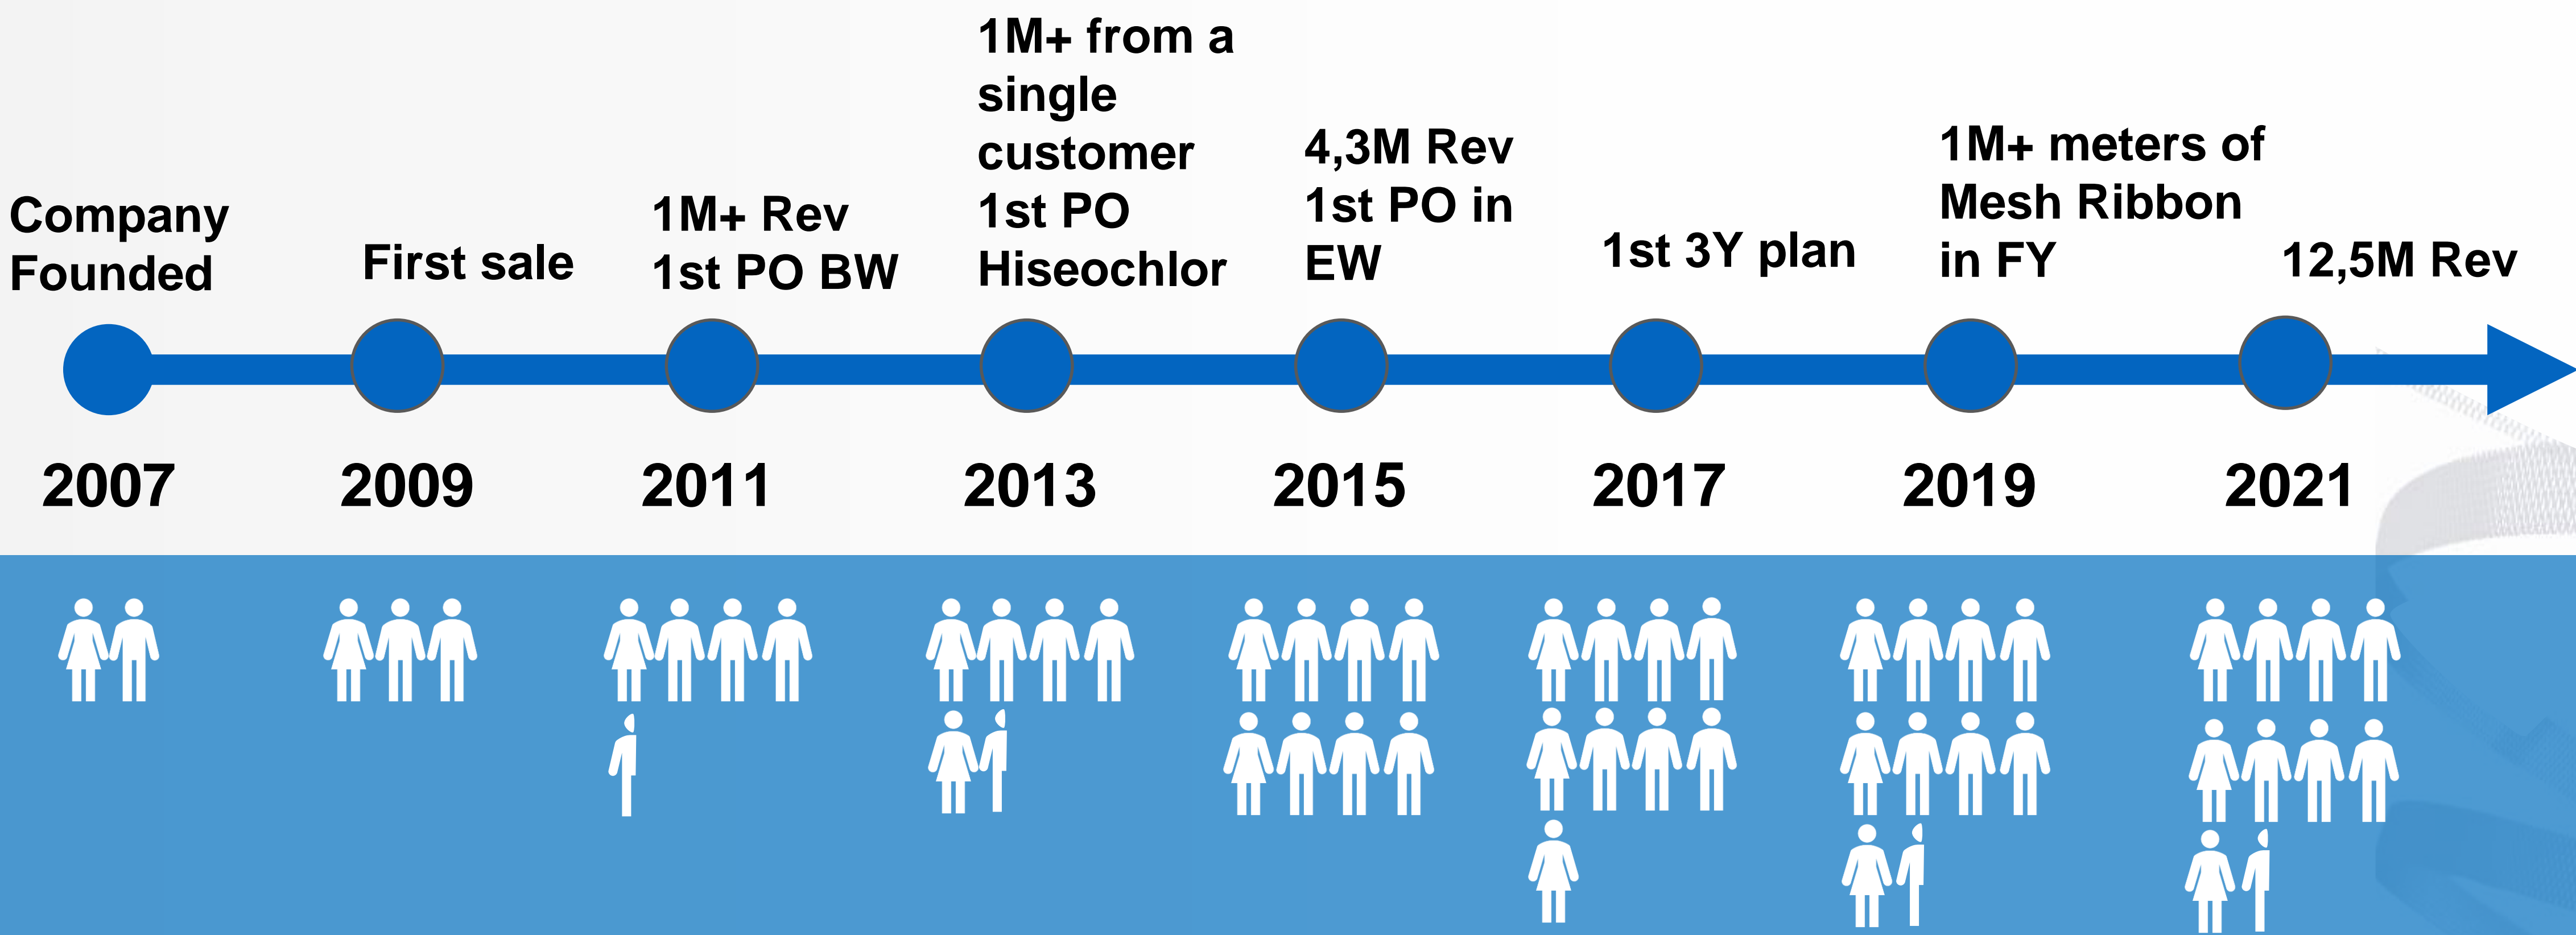 Company
Founded
First sale
1M+ Rev
1st PO BW
1M+ from a
single
customer
1st PO
Hiseochlor
4,3M Rev
1st PO in
EW
1st 3Y plan
1M+ meters of
Mesh Ribbon
in FY
12,5M Rev
2007
2009
2011
2013
2015
2017
2019
2021